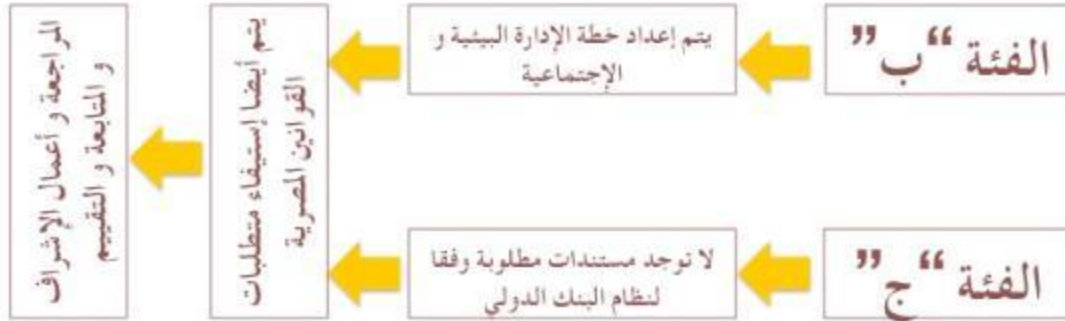 الفئة “ب”
يتم إعداد خطة الإدارة البيئية و
الإجتماعية
الفئة “ج”
لا توجد مستندات مطلوبة وفقا
لنظام البنك الدولي
يتم أيضا إستيفاء متطلبات
القوانين المصرية
المراجعة و أعمال الإشراف
و المتابعة و التقييم